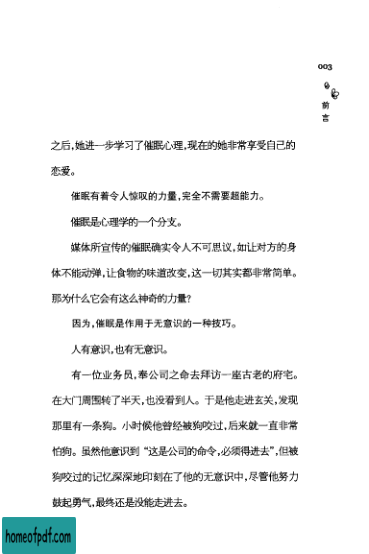 003
前
言
之后,她进一步学习了催眠心理,现在的她非常享受自己的
恋爱。
催眠有着令人惊叹的力量,完全不需要超能力。
催眠是心理学的一个分支。
媒体所宣传的催眠确实令人不可思议,如让对方的身
体不能动弹,让食物的味道改变,这一切其实都非常简单。
那为什么它会有这么神奇的力量?
因为,催眠是作用于无意识的一种技巧。
人有意识,也有无意识。
有一位业务员,奉公司之命去拜访一座古老的府宅。
在大门周围转了半天,也没看到人。于是他走进玄关,发现
那里有一条狗。小时候他曾经被狗咬过,后来就一直非常
怕狗。虽然他意识到“这是公司的命令,必须得进去”,但被
狗咬过的记忆深深地印刻在了他的无意识中,尽管他努力
鼓起勇气,最终还是没能走进去。
homeofpdf.com